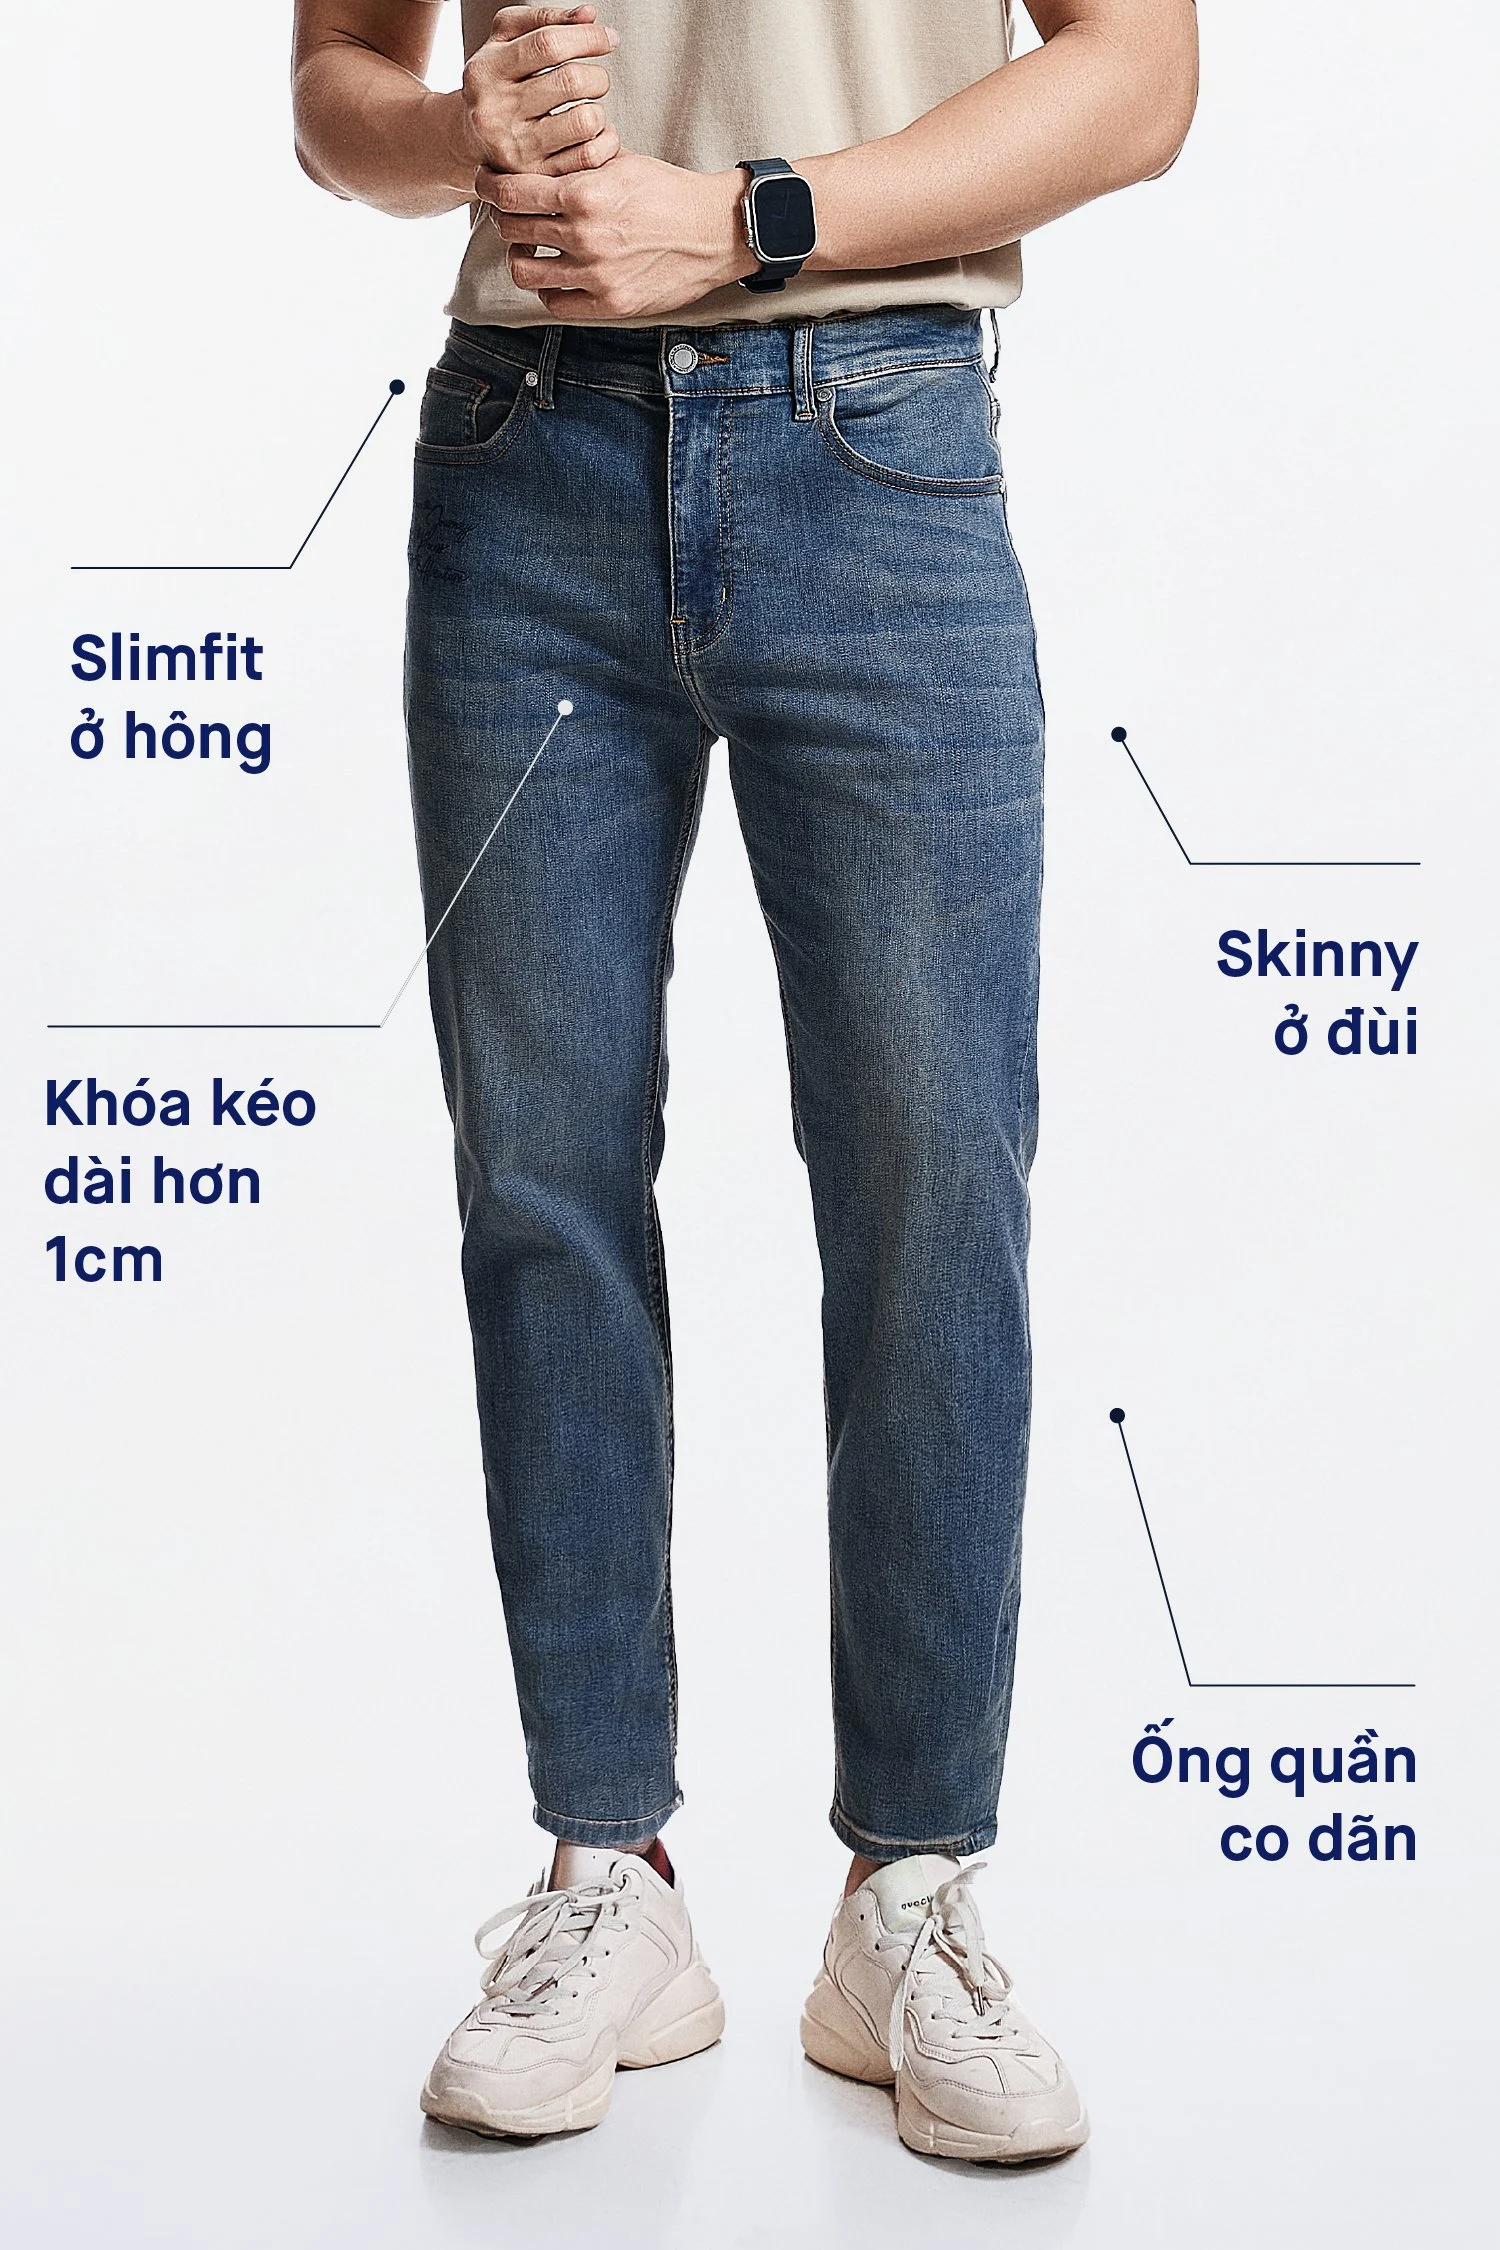 Slimfit
ở hông
Skinny
ở đùi
Khóa kéo
dài hơn
1cm
Ống quần
co dãn